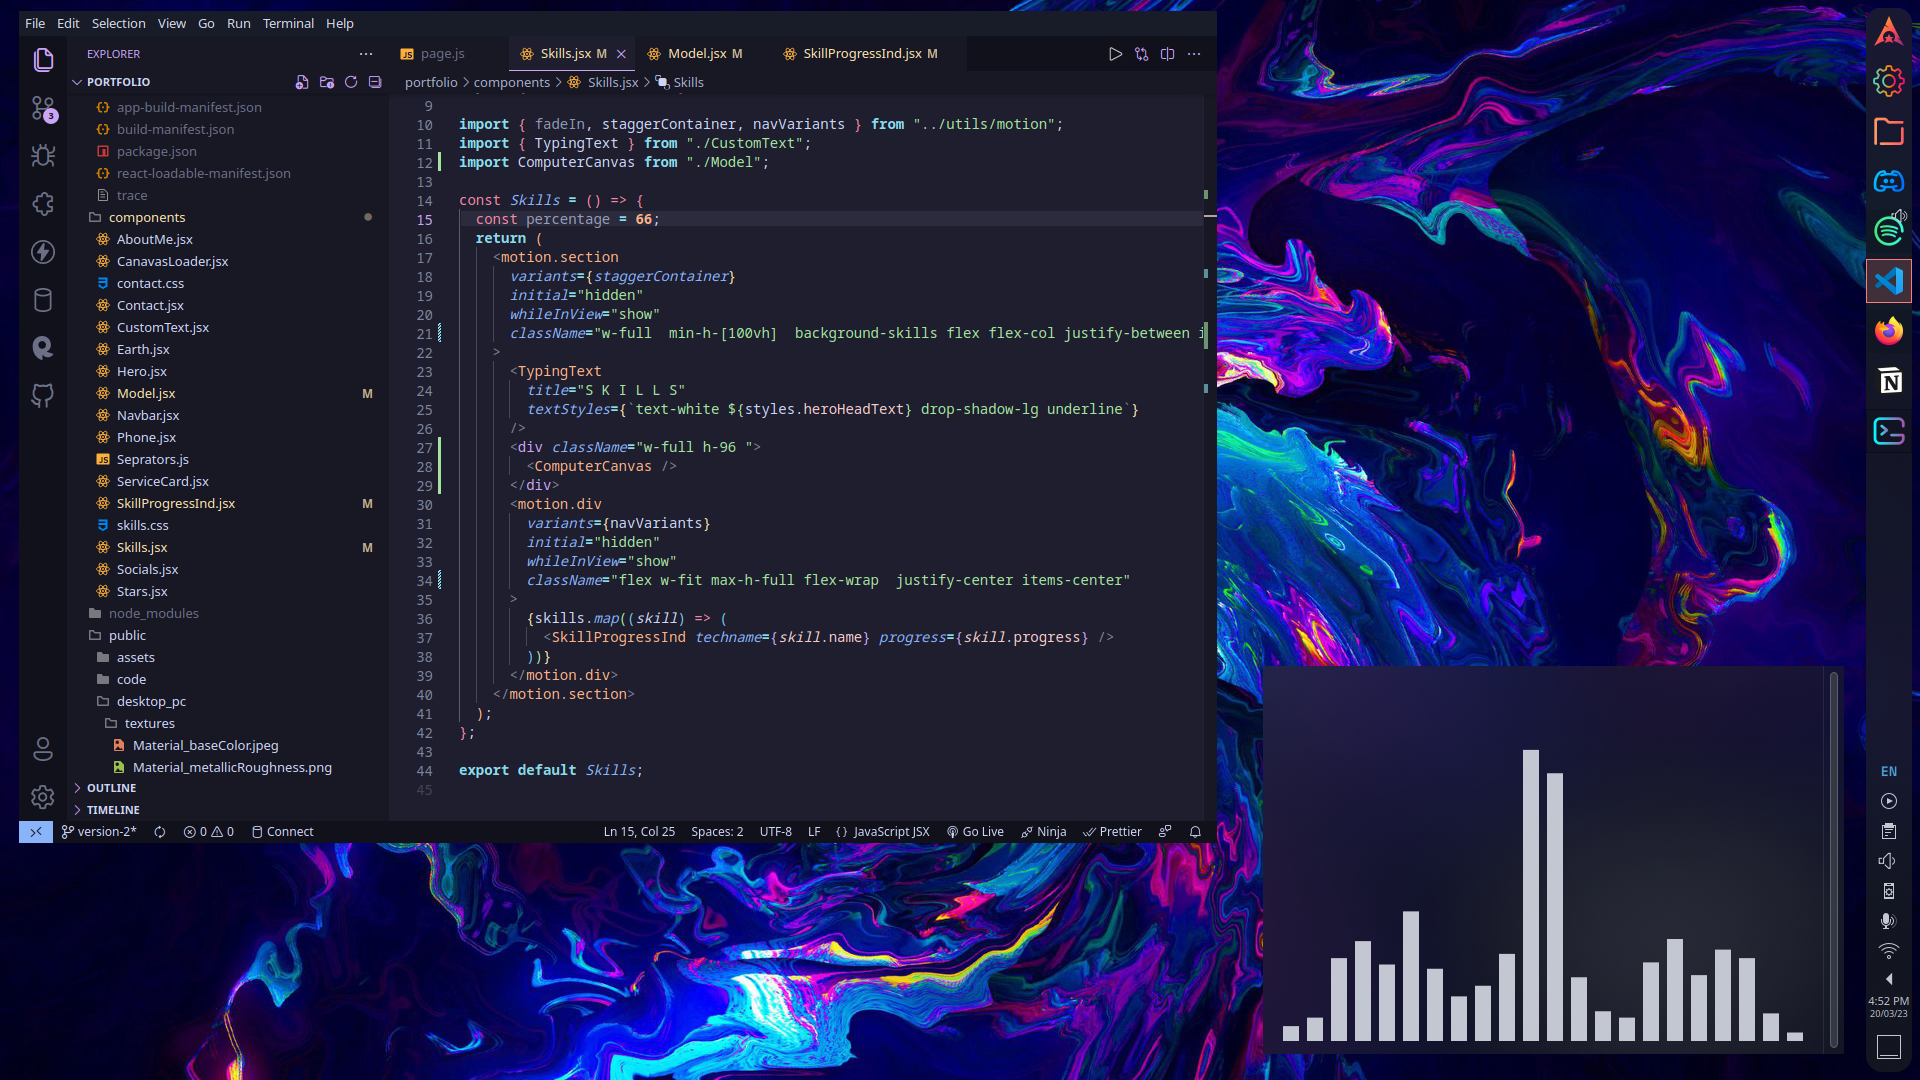 File Edit Selection View Go Run Terminal Help
EXPLORER
PORTFOLIO
app-build-manifest.json
build-manifest.json
package.json
react-loadable-manifest.json
trace
components
AboutMe.jsx
CanavasLoader.jsx
contact.css
Contact.jsx
CustomText.jsx
Earth.jsx
Hero.jsx
Model.jsx M
Navbar.jsx
Phone.jsx
Seprators.js
ServiceCard.jsx
SkillProgressInd.jsx M
skills.css
Skills.jsx M
Socials.jsx
Stars.jsx
node_modules
public
assets
code
desktop_pc
textures
Material_baseColor.jpeg
Material_metallicRoughness.png
OUTLINE
TIMELINE
3
JS page.js Skills.jsx M Model.jsx M SkillProgressInd.jsx M
portfolio > components > Skills.jsx > Skills
9
10 import { fadeIn, staggerContainer, navVariants } from "../utils/motion";
11 import { TypingText } from "./CustomText";
12 import ComputerCanvas from "./Model";
13
14 const Skills = () => {
15 const percentage = 66;
16 return (
17 <motion.section
18 variants={staggerContainer}
19 initial="hidden"
20 whileInView="show"
21 className="w-full  min-h-[100vh]  background-skills flex flex-col justify-between i
22 >
23 <TypingText
24 title="S K I L L S"
25 textStyles={`text-white ${styles.heroHeadText} drop-shadow-lg underline`}
26 />
27 <div className="w-full h-96 ">
28 <ComputerCanvas />
29 </div>
30 <motion.div
31 variants={navVariants}
32 initial="hidden"
33 whileInView="show"
34 className="flex w-fit max-h-full flex-wrap  justify-center items-center"
35 >
36 {skills.map((skill) => (
37 <SkillProgressInd techname={skill.name} progress={skill.progress} />
38 ))}
39 </motion.div>
40 </motion.section>
41 );
42 };
43
44 export default Skills;
45
version-2* 0 0 Connect Ln 15, Col 25 Spaces: 2 UTF-8 LF {} JavaScript JSX Go Live Ninja Prettier
EN
4:52 PM
20/03/23